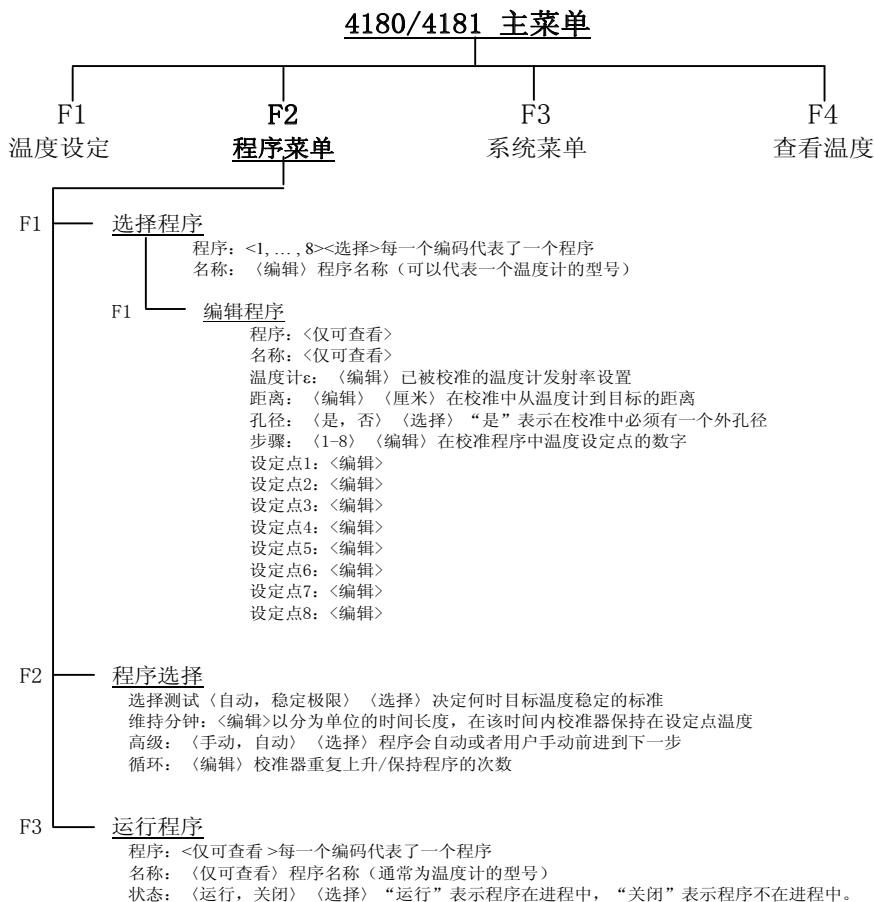 4180/4181 主菜单
F1 F2 F3 F4
温度设定 程序菜单 系统菜单 查看温度
F1 选择程序
程序：<1, … , 8><选择>每一个编码代表了一个程序
名称：〈编辑〉程序名称（可以代表一个温度计的型号）
F1 编辑程序
程序：<仅可查看>
名称：<仅可查看>
温度计ε：〈编辑〉已被校准的温度计发射率设置
距离：〈编辑〉〈厘米〉在校准中从温度计到目标的距离
孔径：〈是，否〉〈选择〉“是”表示在校准中必须有一个外孔径
步骤：〈1-8〉〈编辑〉在校准程序中温度设定点的数字
设定点1：<编辑>
设定点2：<编辑>
设定点3：<编辑>
设定点4：<编辑>
设定点5：<编辑>
设定点6：<编辑>
设定点7：<编辑>
设定点8：<编辑>
F2 程序选择
选择测试〈自动，稳定极限〉〈选择〉决定何时目标温度稳定的标准
维持分钟：<编辑>以分为单位的时间长度，在该时间内校准器保持在设定点温度
高级：〈手动，自动〉〈选择〉程序会自动或者用户手动前进到下一步
循环：〈编辑〉校准器重复上升/保持程序的次数
F3 运行程序
程序：<仅可查看 >每一个编码代表了一个程序
名称：〈仅可查看〉程序名称（通常为温度计的型号）
状态：〈运行，关闭〉〈选择〉“运行”表示程序在进程中，“关闭”表示程序不在进程中。